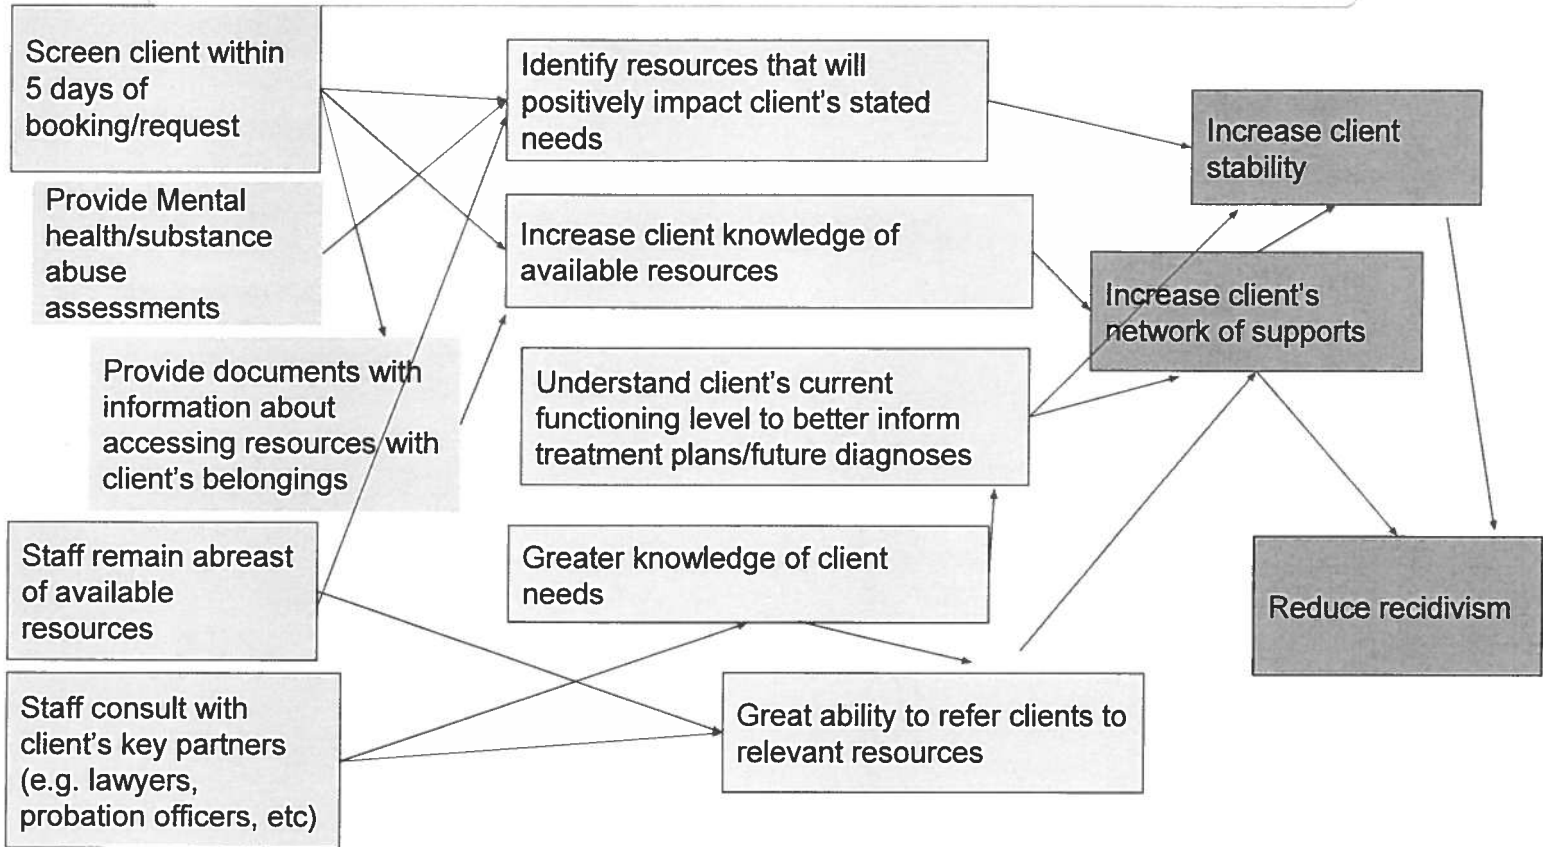 Screen client within
5 days of
booking/request
Provide Mental
health/substance
abuse
assessments
Provide documents with
information about
accessing resources with
client's belongings
Staff remain abreast
of available
resources
Staff consult with
client's key partners
(e.g. lawyers,
probation officers, etc)
Identify resources that will
positively impact client's stated
needs
Increase client knowledge of
available resources
Understand client's current
functioning level to better inform
treatment plans/future diagnoses
Greater knowledge of client
needs
Great ability to refer clients to
relevant resources
Increase client
stability
Increase client's
network of supports
Reduce recidivism